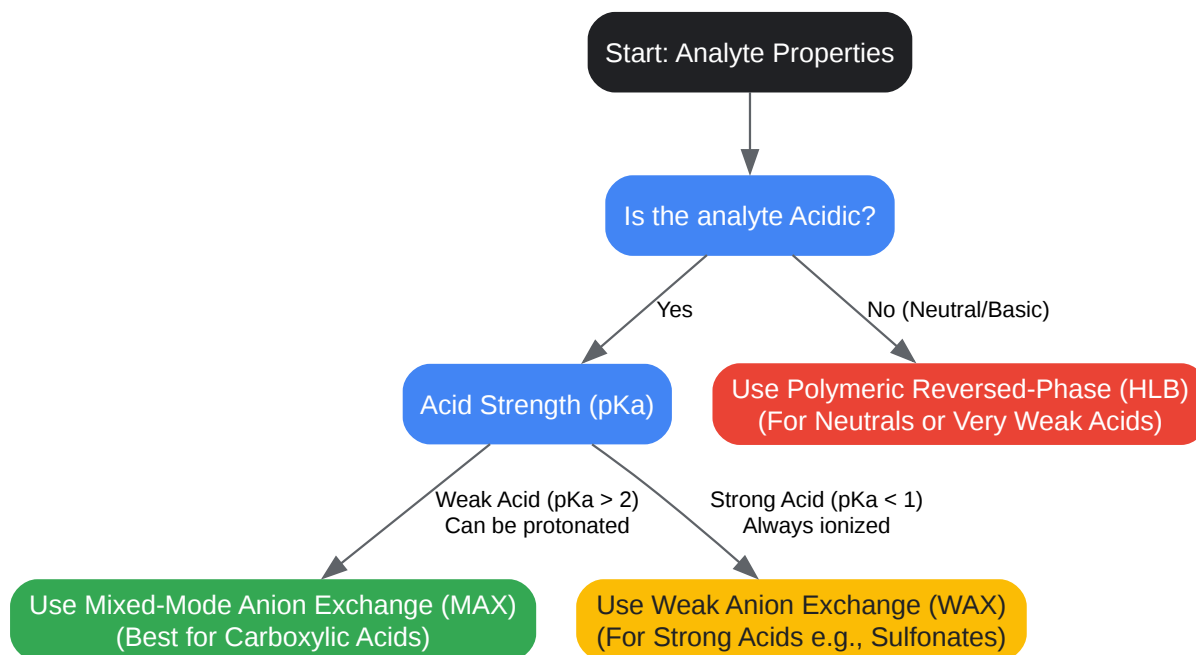 Start: Analyte Properties
Is the analyte Acidic?
Yes
No (Neutral/Basic)
Acid Strength (pKa)
Use Polymeric Reversed-Phase (HLB)
(For Neutrals or Very Weak Acids)
Weak Acid (pKa > 2)
Can be protonated
Strong Acid (pKa < 1)
Always ionized
Use Mixed-Mode Anion Exchange (MAX)
(Best for Carboxylic Acids)
Use Weak Anion Exchange (WAX)
(For Strong Acids e.g., Sulfonates)